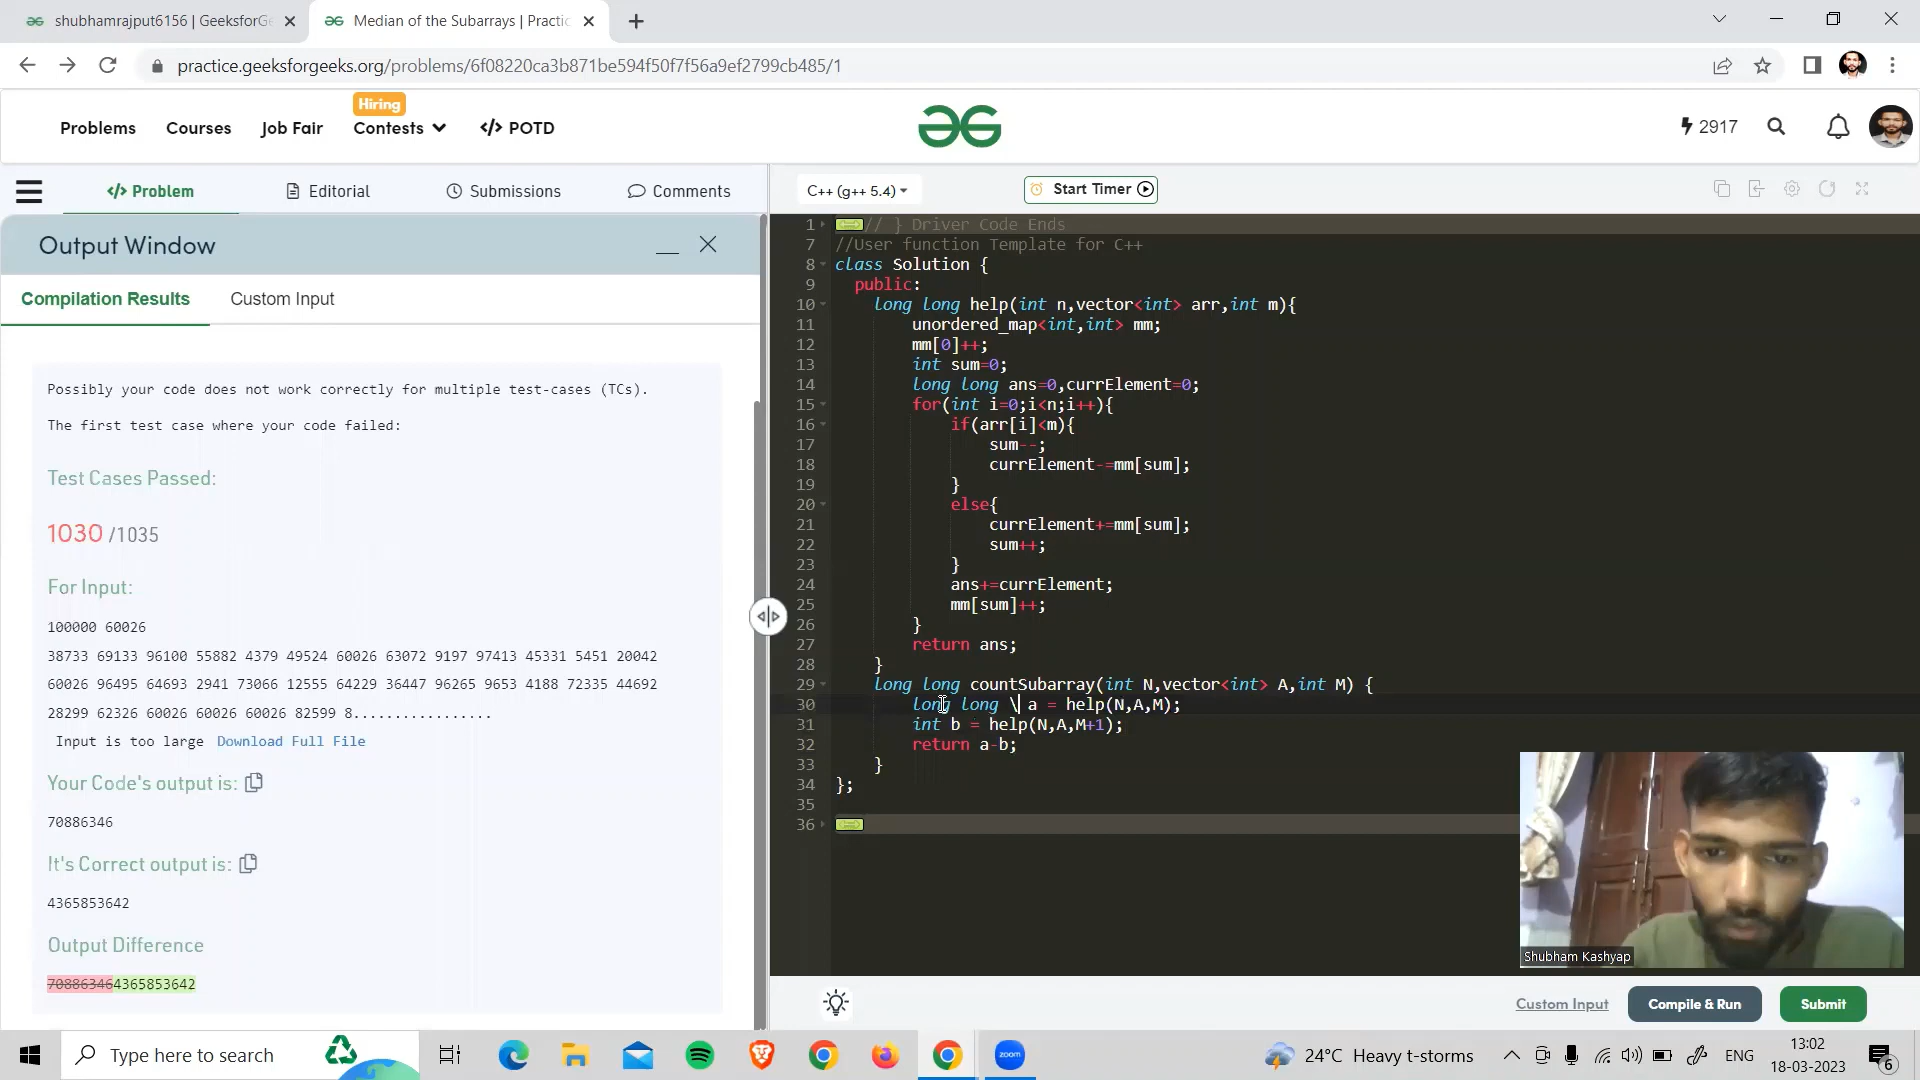 shubhamrajput6156 | GeeksforGe
Median of the Subarrays | Practic
practice.geeksforgeeks.org/problems/6f08220ca3b871be594f50f7f56a9ef2799cb485/1
Hiring
Problems
Courses
Job Fair
Contests
</> POTD
2917
</> Problem
Editorial
Submissions
Comments
C++ (g++ 5.4)
Start Timer
Output Window
Compilation Results
Custom Input
Possibly your code does not work correctly for multiple test-cases (TCs).
The first test case where your code failed:
Test Cases Passed:
1030 /1035
For Input:
100000 60026
38733 69133 96100 55882 4379 49524 60026 63072 9197 97413 45331 5451 20042
60026 96495 64693 2941 73066 12555 64229 36447 96265 9653 4188 72335 44692
28299 62326 60026 60026 60026 82599 8................
Input is too large Download Full File
Your Code's output is:
70886346
It's Correct output is:
4365853642
Output Difference
708863464365853642
1 // } Driver Code Ends
7 //User function Template for C++
8 class Solution {
9 public:
10 long long help(int n,vector<int> arr,int m){
11 unordered_map<int,int> mm;
12 mm[0]++;
13 int sum=0;
14 long long ans=0,currElement=0;
15 for(int i=0;i<n;i++){
16 if(arr[i]<m){
17 sum--;
18 currElement-=mm[sum];
19 }
20 else{
21 currElement+=mm[sum];
22 sum++;
23 }
24 ans+=currElement;
25 mm[sum]++;
26 }
27 return ans;
28 }
29 long long countSubarray(int N,vector<int> A,int M) {
30 long long \ a = help(N,A,M);
31 int b = help(N,A,M+1);
32 return a-b;
33 }
34 };
35
36
Shubham Kashyap
Custom Input
Compile & Run
Submit
Type here to search
zoom
24°C Heavy t-storms
ENG
13:02
18-03-2023
6